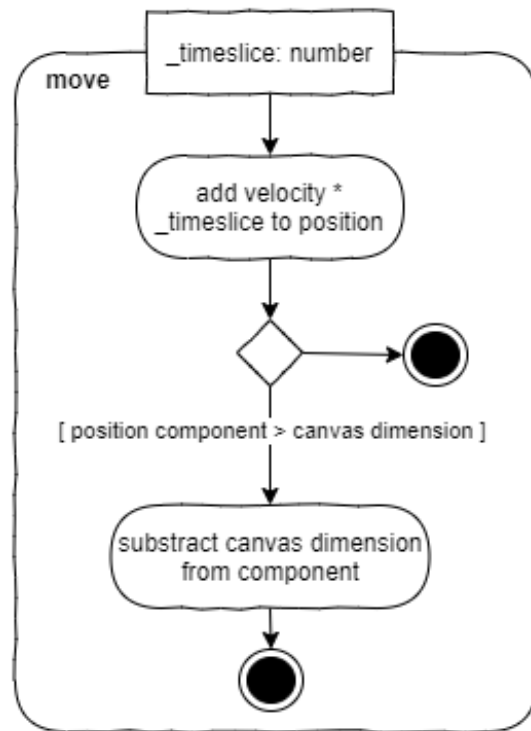 _timeslice: number
move
add velocity *
_timeslice to position
[ position component > canvas dimension ]
substract canvas dimension
from component